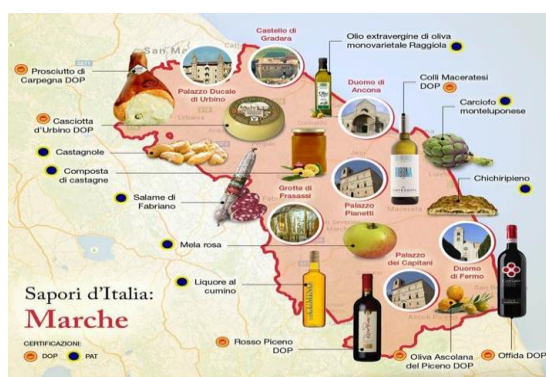 Castello di
Gradara
Olio extravergine di oliva
monovarietale Raggiola
San M
Prosciutto di
Carpegna DOP
Palazzo Ducale
di Urbino
Duomo di
Ancona
Colli Maceratesi
DOP
Carciofo
monteluponese
Casciotta
d'Urbino DOP
Castagnole
Composta
di castagne
Grotte di
Frasassi
Palazzo
Pianetti
Chichiripieno
Salame di
Fabriano
Macerata
Mela rosa
Palazzo
dei Capitani
Duomo
di Fermo
Liquore al
cumino
Sapori d'Italia:
Marche
Rosso Piceno
DOP
Oliva Ascolana
del Piceno DOP
Offida DOP
CERTIFICAZIONI:
DOP PAT